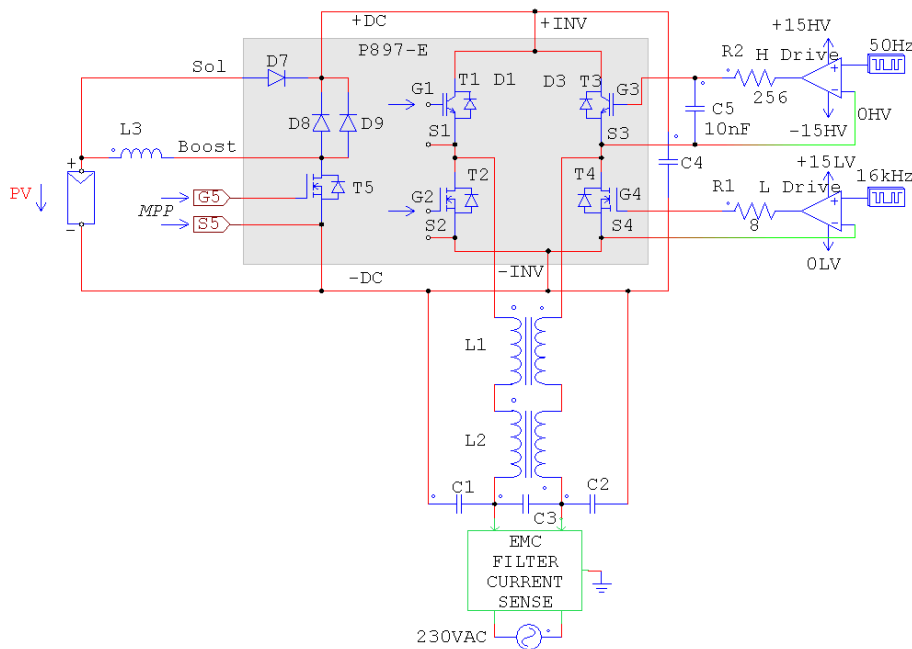 +DC
+INV
+15HV
P897-E
R2
H Drive
50Hz
D7
Sol
T1
D1
D3
T3
G1
G3
256
C5
0HV
L3
D8
D9
S1
S3
10nF
-15HV
Boost
C4
+15LV
T5
T2
T4
R1
L Drive
16kHz
PV
G5
MPP
G2
G4
S5
S2
S4
8
-INV
0LV
-DC
L1
L2
C1
C2
C3
EMC
FILTER
CURRENT
SENSE
230VAC